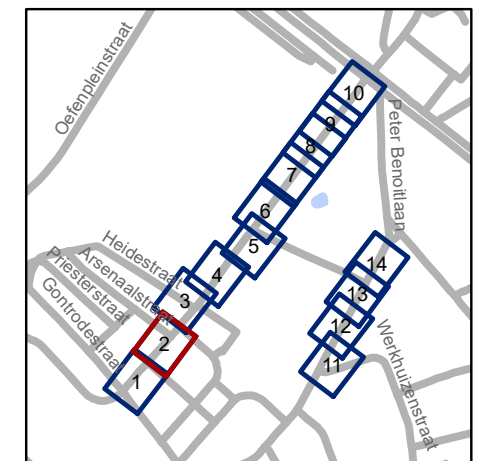 Oefenpleinstraat
Peter Benoitlaan
Heidestraat
Arsenaalstraat
Priesterstraat
Gontrodestraat
Werkhuizenstraat
10
9
8
7
6
5
4
3
2
1
14
13
12
11